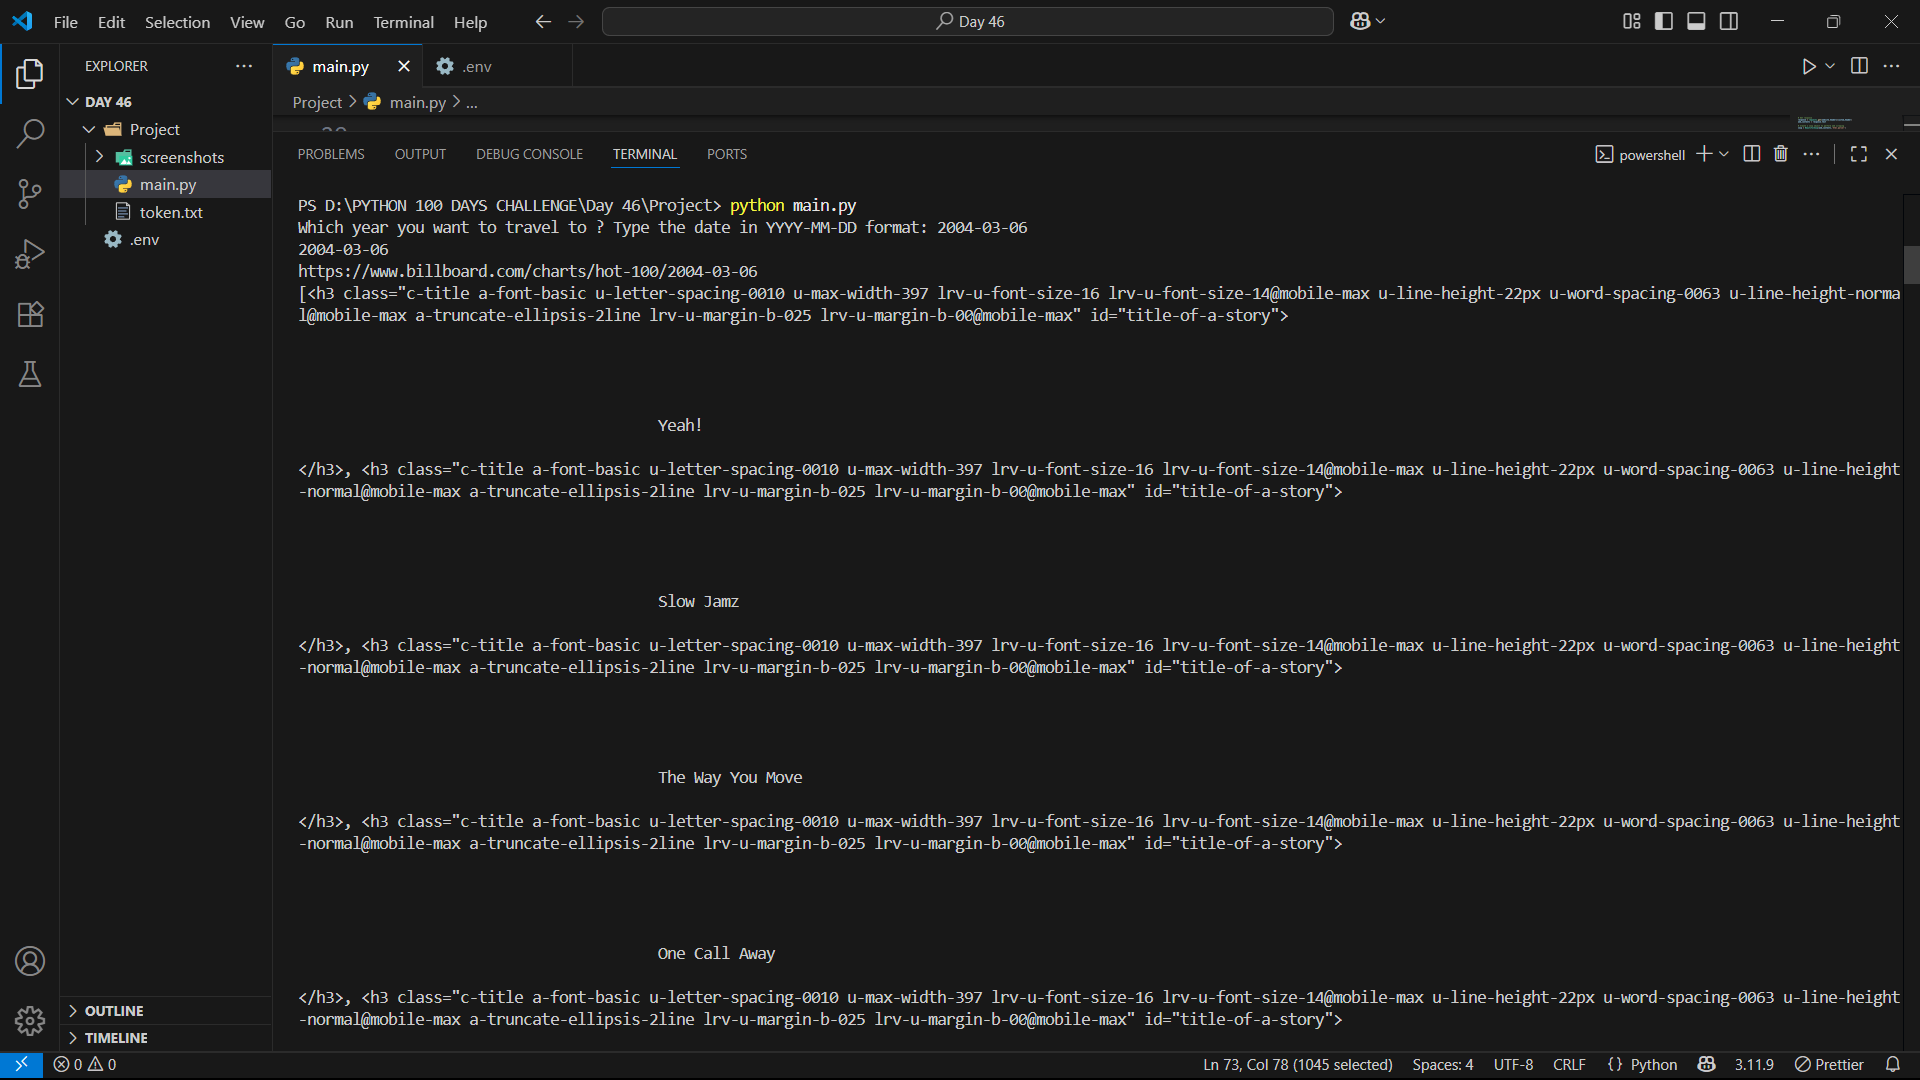 File Edit Selection View Go Run Terminal Help Day 46
EXPLORER
DAY 46
Project
screenshots
main.py
token.txt
.env
OUTLINE
TIMELINE
main.py .env
Project > main.py > ...
PROBLEMS OUTPUT DEBUG CONSOLE TERMINAL PORTS powershell
PS D:\PYTHON 100 DAYS CHALLENGE\Day 46\Project> python main.py
Which year you want to travel to ? Type the date in YYYY-MM-DD format: 2004-03-06
2004-03-06
https://www.billboard.com/charts/hot-100/2004-03-06
[<h3 class="c-title a-font-basic u-letter-spacing-0010 u-max-width-397 lrv-u-font-size-16 lrv-u-font-size-14@mobile-max u-line-height-22px u-word-spacing-0063 u-line-height-norma
l@mobile-max a-truncate-ellipsis-2line lrv-u-margin-b-025 lrv-u-margin-b-00@mobile-max" id="title-of-a-story">
Yeah!
</h3>, <h3 class="c-title a-font-basic u-letter-spacing-0010 u-max-width-397 lrv-u-font-size-16 lrv-u-font-size-14@mobile-max u-line-height-22px u-word-spacing-0063 u-line-height
-normal@mobile-max a-truncate-ellipsis-2line lrv-u-margin-b-025 lrv-u-margin-b-00@mobile-max" id="title-of-a-story">
Slow Jamz
</h3>, <h3 class="c-title a-font-basic u-letter-spacing-0010 u-max-width-397 lrv-u-font-size-16 lrv-u-font-size-14@mobile-max u-line-height-22px u-word-spacing-0063 u-line-height
-normal@mobile-max a-truncate-ellipsis-2line lrv-u-margin-b-025 lrv-u-margin-b-00@mobile-max" id="title-of-a-story">
The Way You Move
</h3>, <h3 class="c-title a-font-basic u-letter-spacing-0010 u-max-width-397 lrv-u-font-size-16 lrv-u-font-size-14@mobile-max u-line-height-22px u-word-spacing-0063 u-line-height
-normal@mobile-max a-truncate-ellipsis-2line lrv-u-margin-b-025 lrv-u-margin-b-00@mobile-max" id="title-of-a-story">
One Call Away
</h3>, <h3 class="c-title a-font-basic u-letter-spacing-0010 u-max-width-397 lrv-u-font-size-16 lrv-u-font-size-14@mobile-max u-line-height-22px u-word-spacing-0063 u-line-height
-normal@mobile-max a-truncate-ellipsis-2line lrv-u-margin-b-025 lrv-u-margin-b-00@mobile-max" id="title-of-a-story">
0 0 Ln 73, Col 78 (1045 selected) Spaces: 4 UTF-8 CRLF {} Python 3.11.9 Prettier